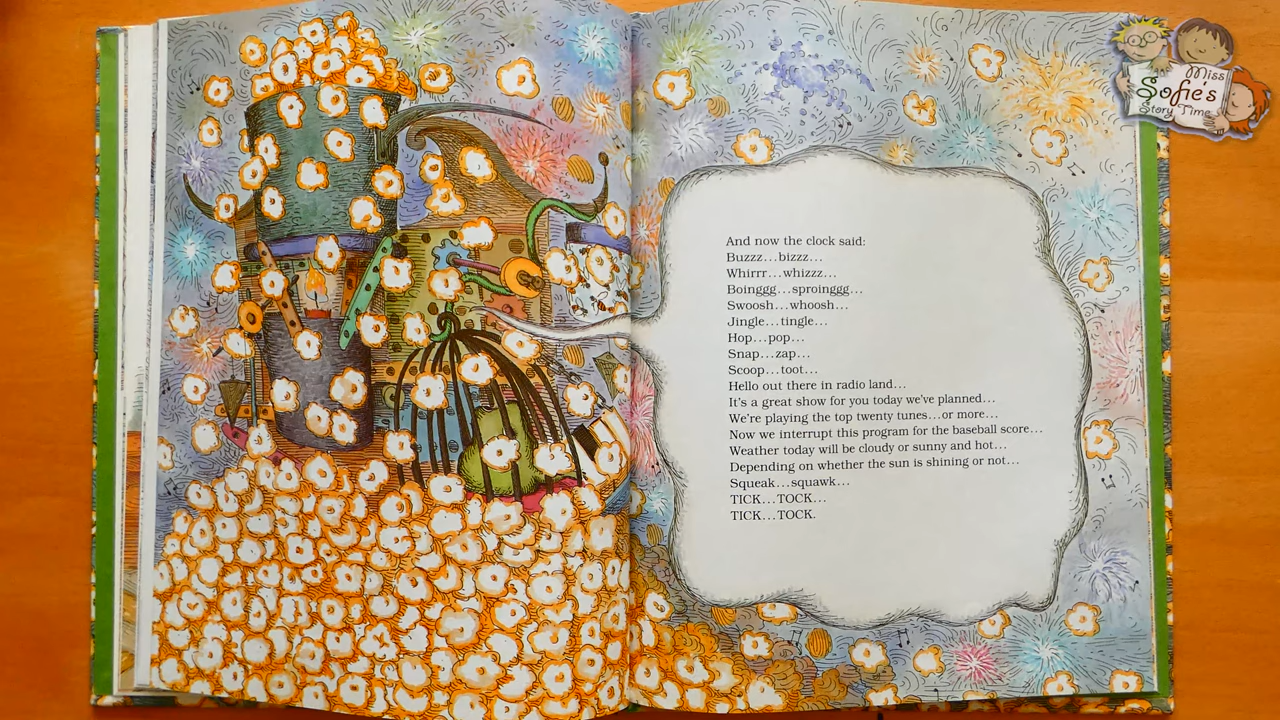 Miss
Sofie's
Story Time
And now the clock said:
Buzzz...bizzz...
Whirrr...whizzz...
Boinggg...sproinggg...
Swoosh...whoosh...
Jingle...tingle...
Hop...pop...
Snap...zap...
Scoop...toot...
Hello out there in radio land...
It's a great show for you today we've planned...
We're playing the top twenty tunes...or more...
Now we interrupt this program for the baseball score...
Weather today will be cloudy or sunny and hot...
Depending on whether the sun is shining or not...
Squeak...squawk...
TICK...TOCK...
TICK...TOCK.